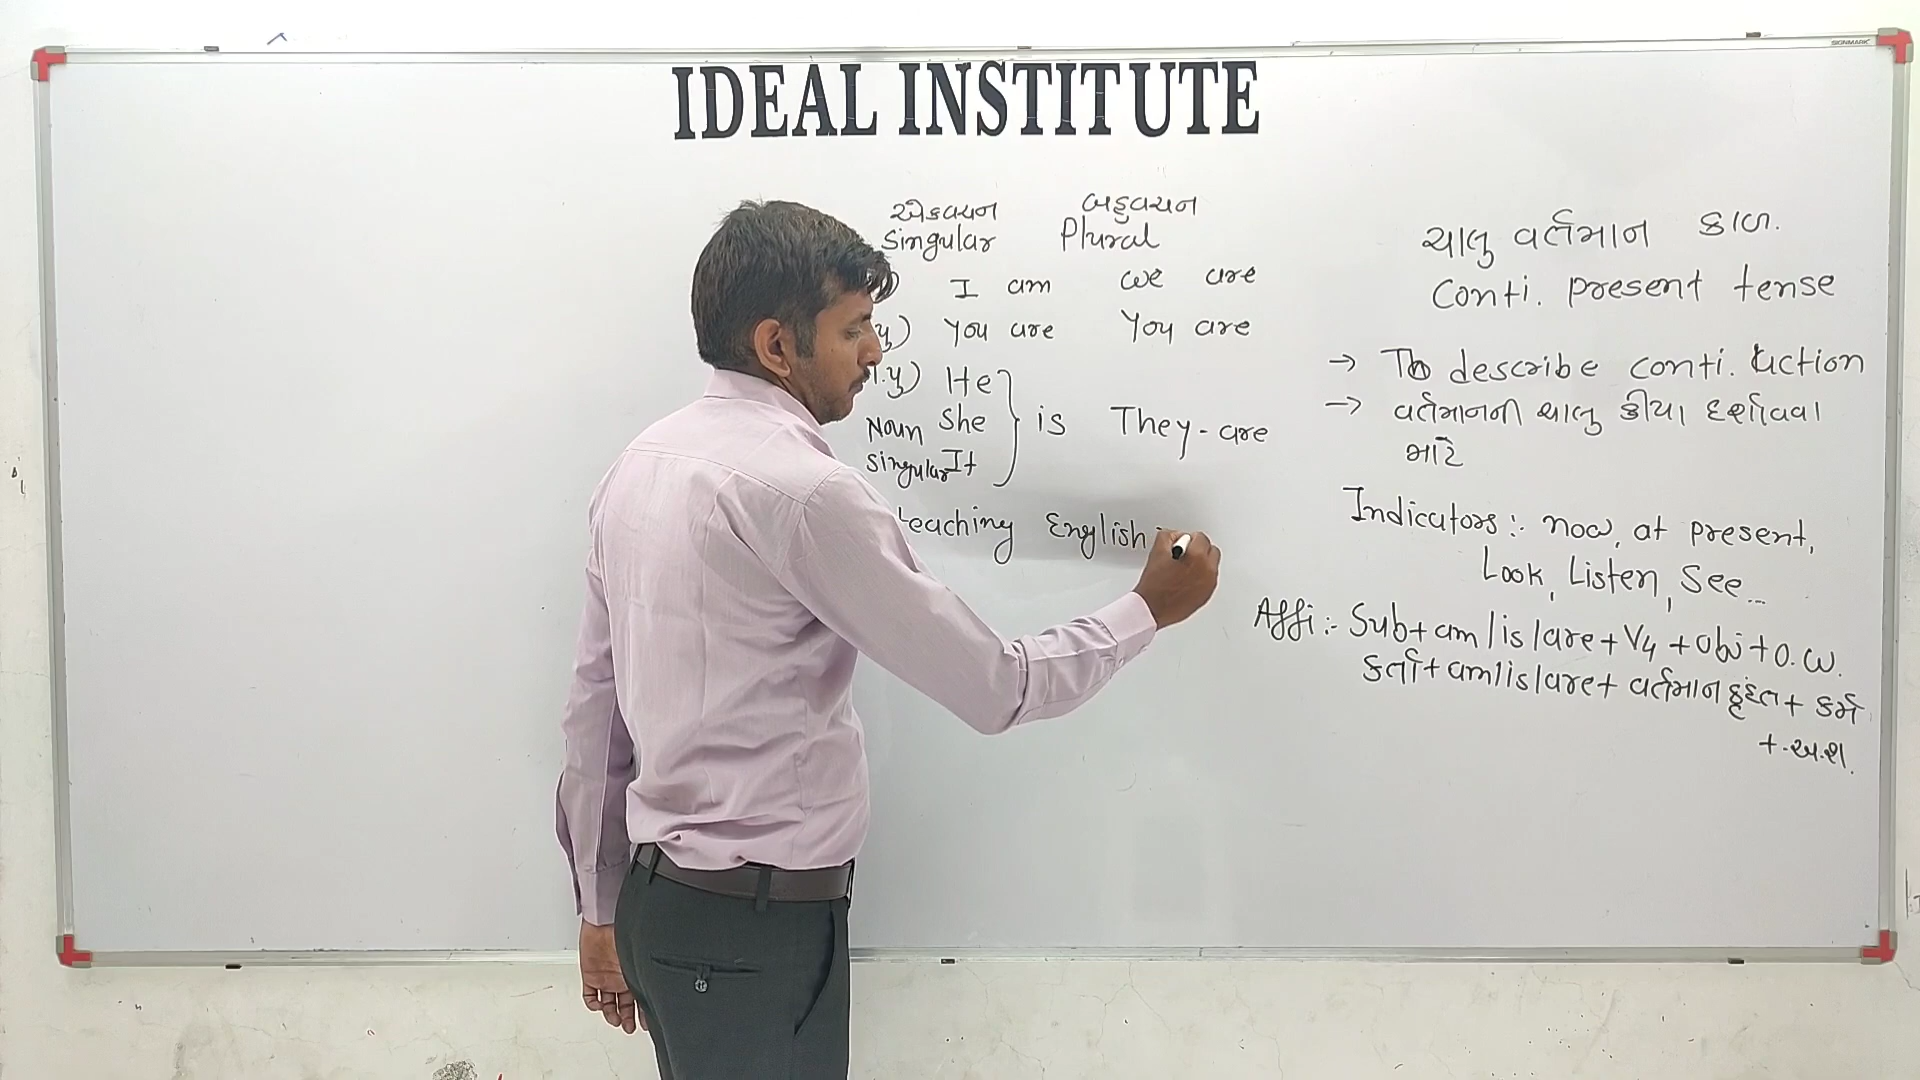 SIGNMARK
IDEAL INSTITUTE
એકવચન બહુવચન
Singular Plural
I am we are
પુ) You are You are
.પુ) He
Noun She } is They-are
Singular It
teaching English
ચાલુ વર્તમાન કાળ.
Conti. present tense
→ To describe conti. action
→ વર્તમાનની ચાલુ ક્રીયા દર્શાવવા
માટે
Indicators:- now, at present,
Look, Listen, See...
Affi:- Sub+am/is/are+V4+obj+o.w.
કર્તા+am/is/are+વર્તમાન કૃદંત+કર્મ
+.અ.શ.